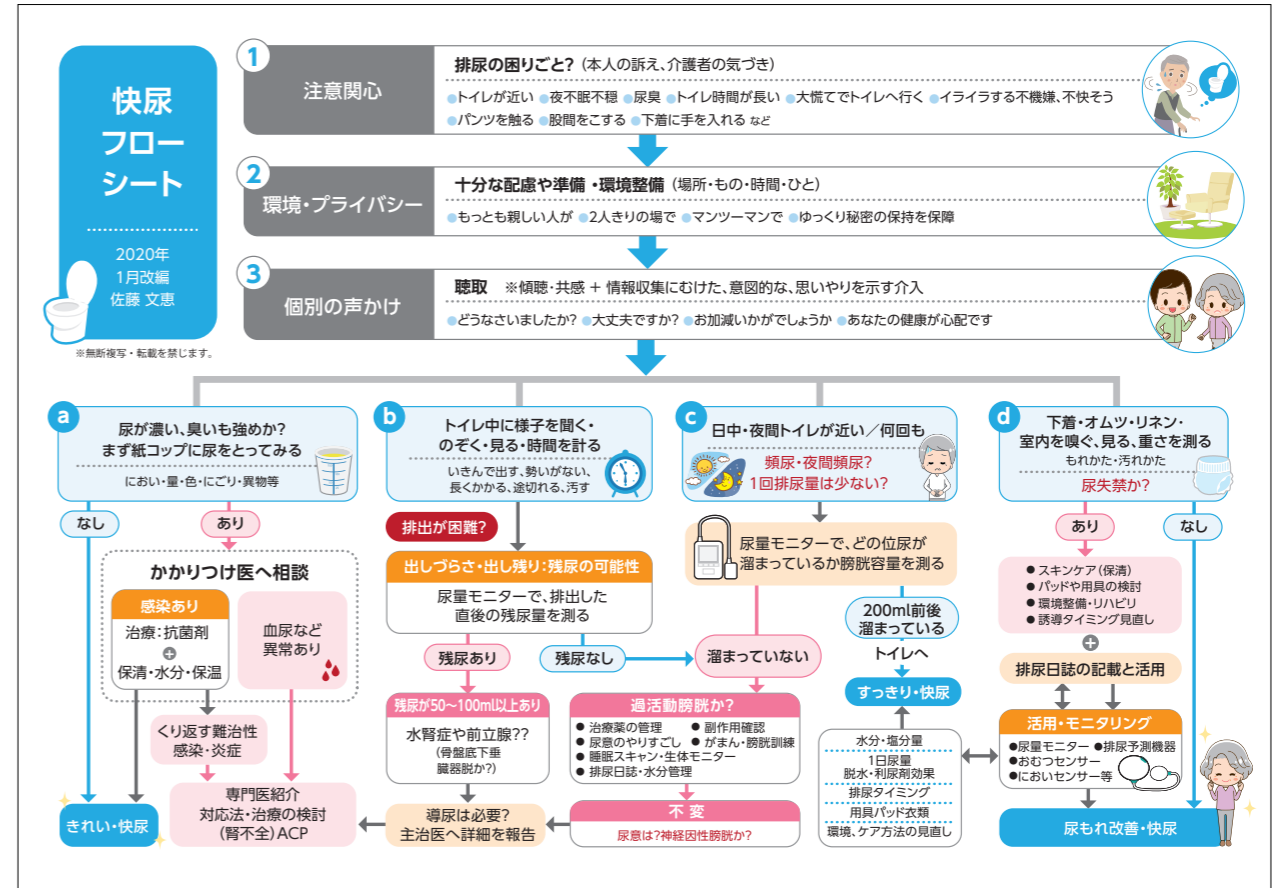 快尿
フロー
シート
2020年
1月改編
佐藤 文恵
※無断複写・転載を禁じます。
1
注意関心
排尿の困りごと? (本人の訴え、介護者の気づき)
●トイレが近い ●夜不眠不穏 ●尿臭 ●トイレ時間が長い ●大慌てでトイレへ行く ●イライラする不機嫌、不快そう
●パンツを触る ●股間をこする ●下着に手を入れる など
2
環境・プライバシー
十分な配慮や準備・環境整備 (場所・もの・時間・ひと)
●もっとも親しい人が ●2人きりの場で ●マンツーマンで ●ゆっくり秘密の保持を保障
3
個別の声かけ
聴取 ※傾聴・共感 + 情報収集にむけた、意図的な、思いやりを示す介入
●どうなさいましたか? ●大丈夫ですか? ●お加減いかがでしょうか ●あなたの健康が心配です
a
尿が濃い、臭いも強めか?
まず紙コップに尿をとってみる
におい・量・色・にごり・異物等
なし
あり
かかりつけ医へ相談
感染あり
治療:抗菌剤
+
保清・水分・保温
血尿など
異常あり
くり返す難治性
感染・炎症
専門医紹介
対応法・治療の検討
(腎不全)ACP
きれい・快尿
b
トイレ中に様子を聞く・
のぞく・見る・時間を計る
いきんで出す、勢いがない、
長くかかる、途切れる、汚す
排出が困難?
出しづらさ・出し残り:残尿の可能性
尿量モニターで、排出した
直後の残尿量を測る
残尿あり
残尿なし
残尿が50〜100ml以上あり
水腎症や前立腺??
(骨盤底下垂
臓器脱か?)
導尿は必要?
主治医へ詳細を報告
c
日中・夜間トイレが近い/何回も
頻尿・夜間頻尿?
1回排尿量は少ない?
尿量モニターで、どの位尿が
溜まっているか膀胱容量を測る
溜まっていない
200ml前後
溜まっている
トイレへ
すっきり・快尿
過活動膀胱か?
● 治療薬の管理 ● 副作用確認
● 尿意のやりすごし ● がまん・膀胱訓練
● 睡眠スキャン・生体モニター
● 排尿日誌・水分管理
不変
尿意は?神経因性膀胱か?
水分・塩分量
1日尿量
脱水・利尿剤効果
排尿タイミング
用具パッド衣類
環境、ケア方法の見直し
d
下着・オムツ・リネン・
室内を嗅ぐ、見る、重さを測る
もれかた・汚れかた
尿失禁か?
あり
なし
● スキンケア(保清)
● パッドや用具の検討
● 環境整備・リハビリ
● 誘導タイミング見直し
+
排尿日誌の記載と活用
活用・モニタリング
●尿量モニター ●排尿予測機器
●おむつセンサー
●においセンサー等
尿もれ改善・快尿